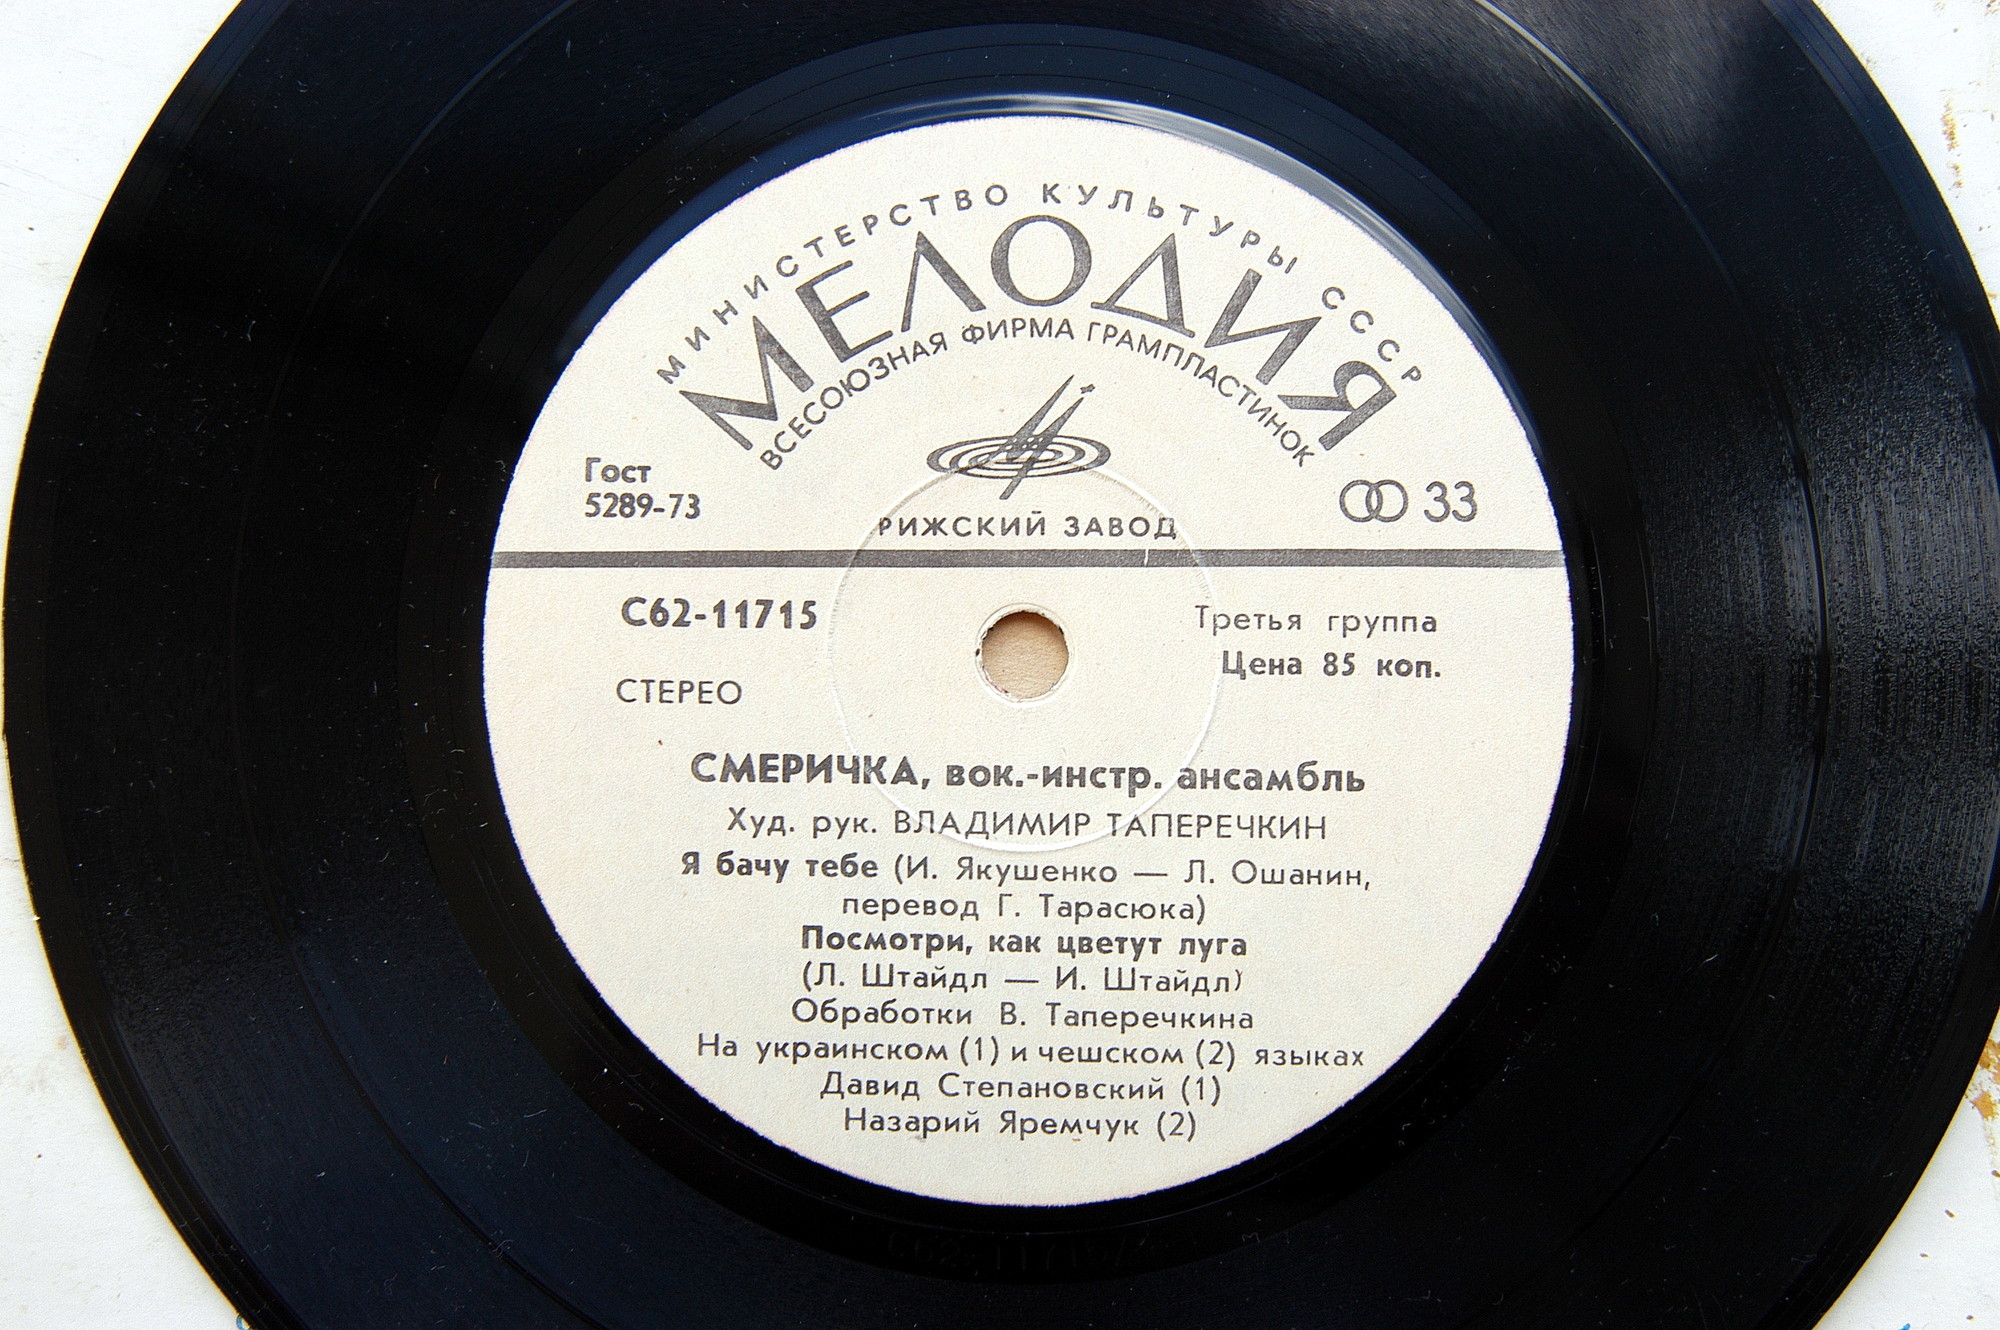 МИНИСТЕРСТВО КУЛЬТУРЫ СССР
МЕЛОДИЯ
ВСЕСОЮЗНАЯ ФИРМА ГРАМПЛАСТИНОК
Гост
5289-73
33
РИЖСКИЙ ЗАВОД
С62-11715
Третья группа
Цена 85 коп.
СТЕРЕО
СМЕРИЧКА, вок.-инстр. ансамбль
Худ. рук. ВЛАДИМИР ТАПЕРЕЧКИН
Я бачу тебе (И. Якушенко — Л. Ошанин,
перевод Г. Тарасюка)
Посмотри, как цветут луга
(Л. Штайдл — И. Штайдл)
Обработки В. Таперечкина
На украинском (1) и чешском (2) языках
Давид Степановский (1)
Назарий Яремчук (2)